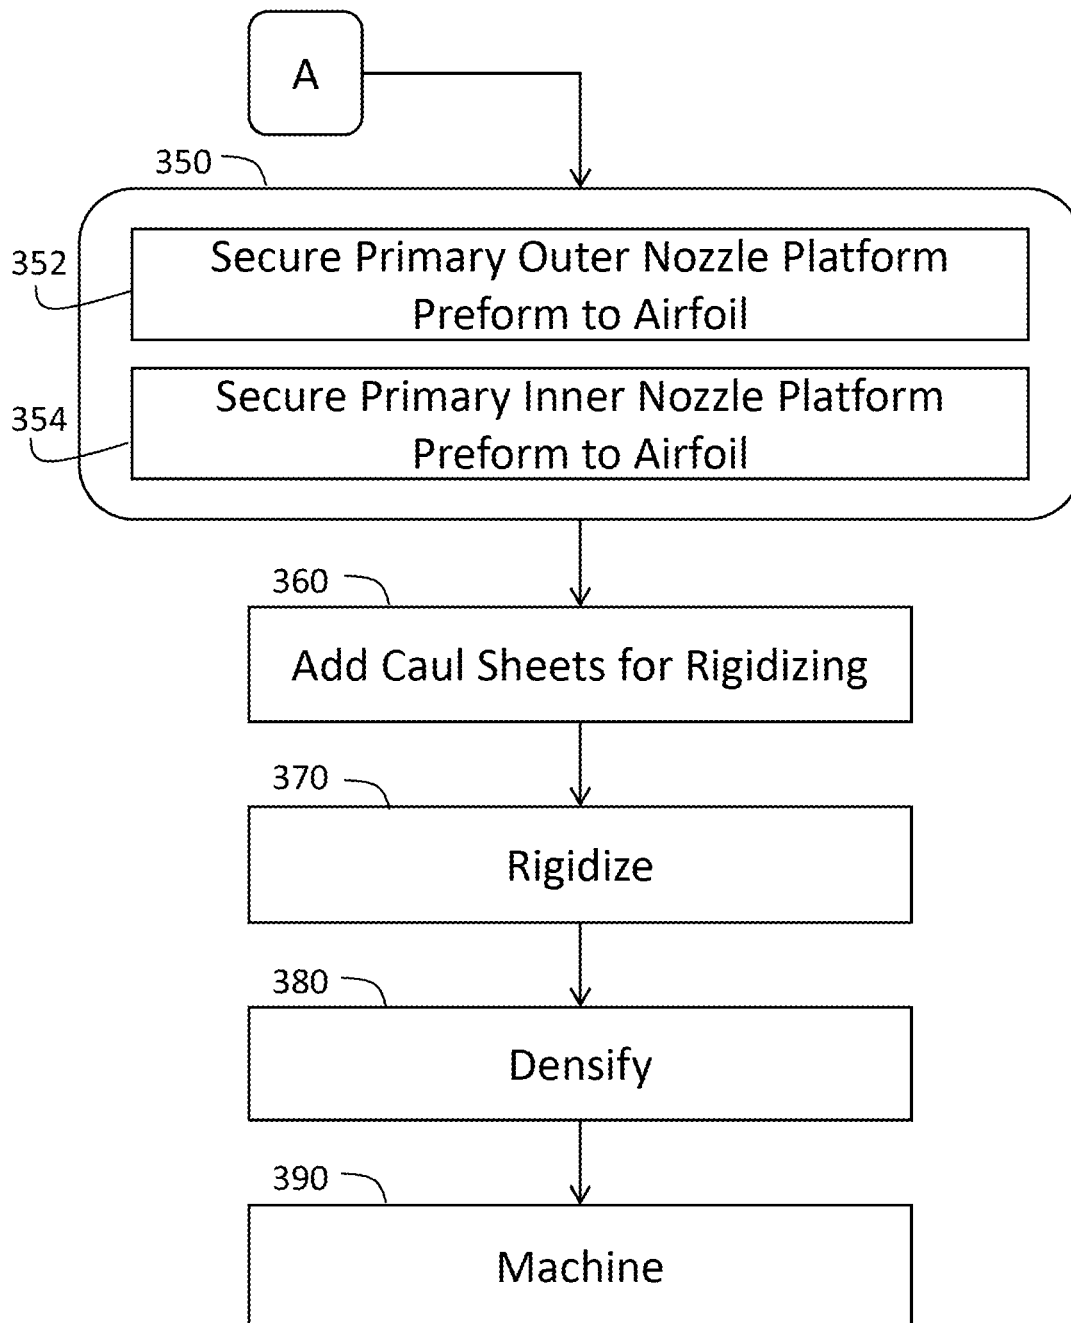 A
350
352
Secure Primary Outer Nozzle Platform
Preform to Airfoil
354
Secure Primary Inner Nozzle Platform
Preform to Airfoil
360
Add Caul Sheets for Rigidizing
370
Rigidize
380
Densify
390
Machine